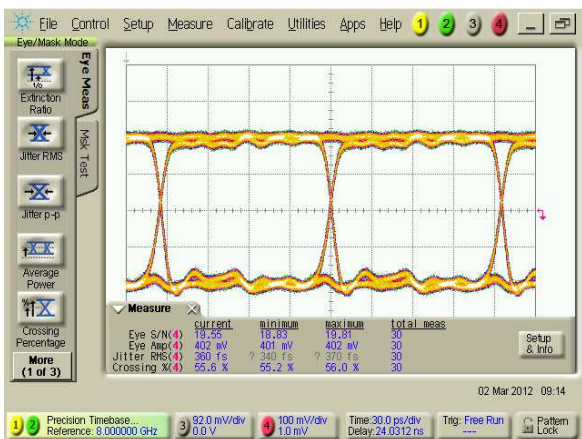 File Control Setup Measure Calibrate Utilities Apps Help 1 2 3 4
Eye/Mask Mode
Eye Meas
Msk Test
1/0
Extinction
Ratio
Jitter RMS
Jitter p-p
Average
Power
%
Crossing
Percentage
More
(1 of 3)
Measure
current minimum maximum total meas
Eye S/N(4) 19.55 18.83 19.81 30
Eye Amp(4) 402 mV 401 mV 402 mV 30
Jitter RMS(4) 360 fs ? 340 fs ? 370 fs 30
Crossing %(4) 55.6 % 55.2 % 56.0 % 30
Setup
& Info
02 Mar 2012 09:14
1 2 Precision Timebase...
Reference: 8.000000 GHz
3 92.0 mV/div
0.0 V
4 100 mV/div
1.0 mV
Time:30.0 ps/div
Delay:24.0312 ns
Trig: Free Run
---
Pattern
Lock